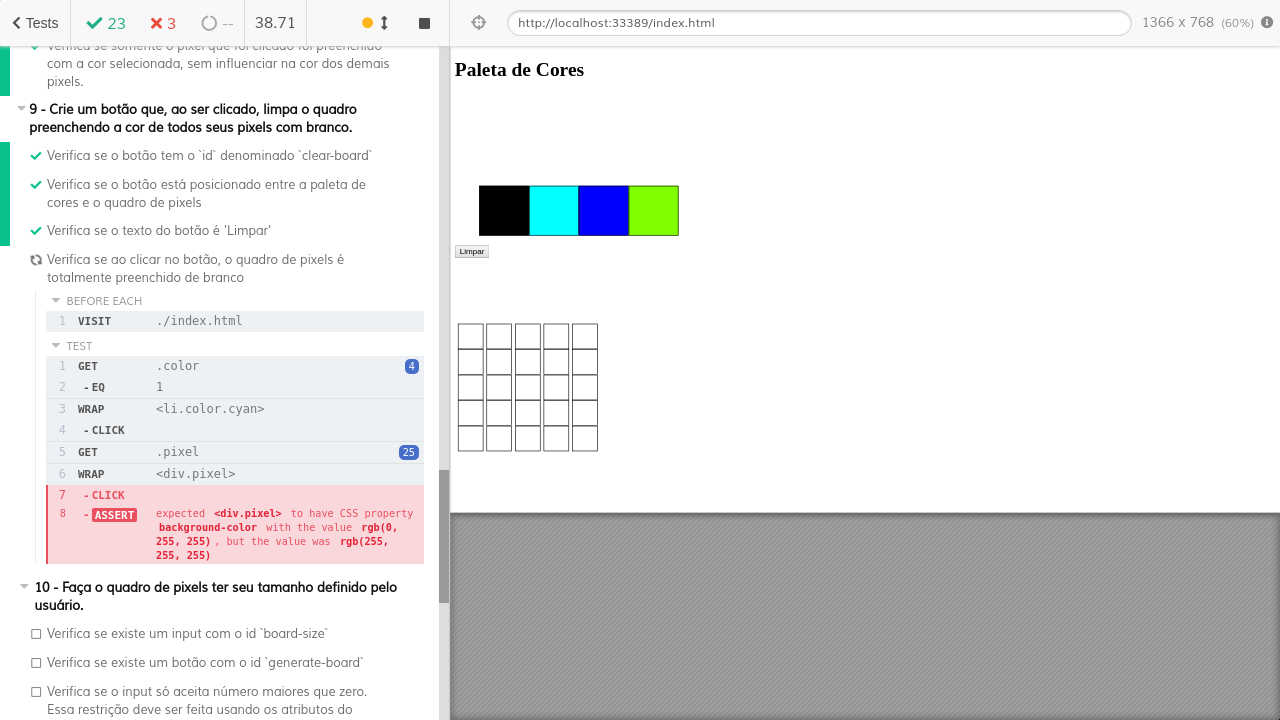 Tests 23 3 -- 38.71 http://localhost:33389/index.html 1366 x 768 (60%)
Verifica se somente o pixel que foi clicado foi preenchido
com a cor selecionada, sem influenciar na cor dos demais
pixels.
9 - Crie um botão que, ao ser clicado, limpa o quadro
preenchendo a cor de todos seus pixels com branco.
Verifica se o botão tem o `id` denominado `clear-board`
Verifica se o botão está posicionado entre a paleta de
cores e o quadro de pixels
Verifica se o texto do botão é 'Limpar'
Verifica se ao clicar no botão, o quadro de pixels é
totalmente preenchido de branco
BEFORE EACH
1 VISIT ./index.html
TEST
1 GET .color 4
2 - EQ 1
3 WRAP <li.color.cyan>
4 - CLICK
5 GET .pixel 25
6 WRAP <div.pixel>
7 - CLICK
8 - ASSERT expected <div.pixel> to have CSS property
background-color with the value rgb(0,
255, 255) , but the value was rgb(255,
255, 255)
10 - Faça o quadro de pixels ter seu tamanho definido pelo
usuário.
Verifica se existe um input com o id `board-size`
Verifica se existe um botão com o id `generate-board`
Verifica se o input só aceita número maiores que zero.
Essa restrição deve ser feita usando os atributos do
Paleta de Cores
Limpar